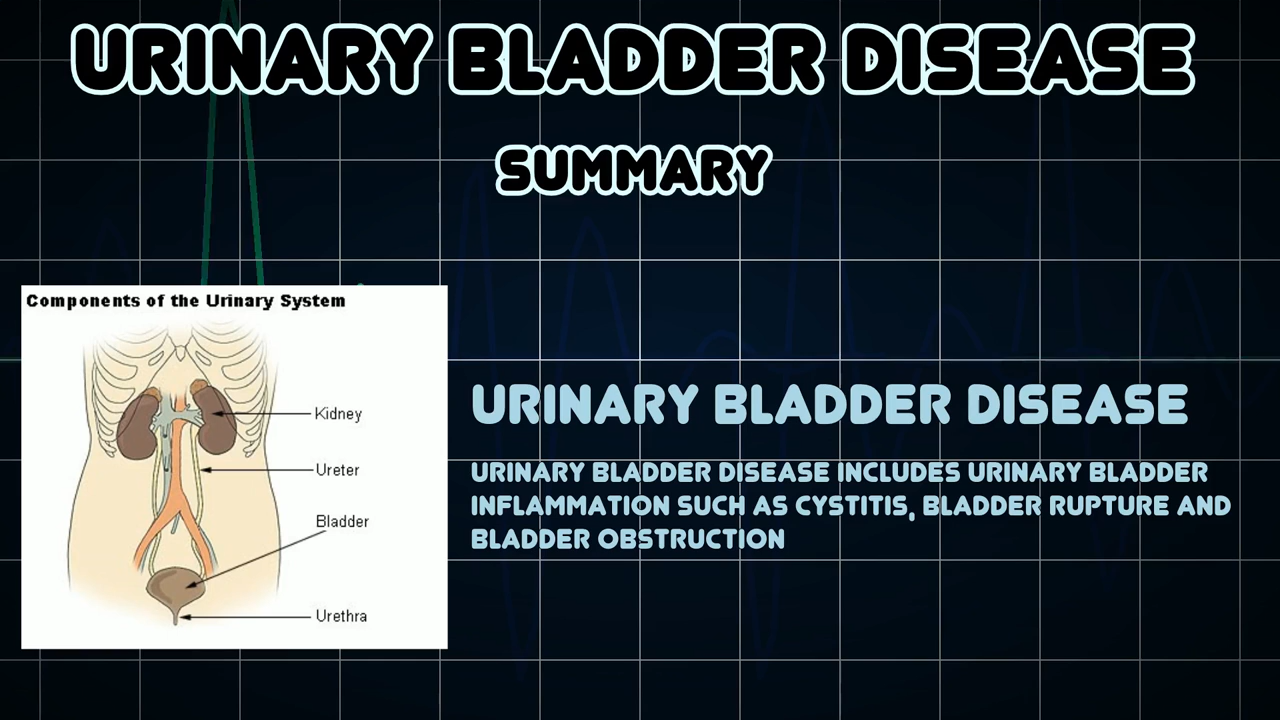 URINARY BLADDER DISEASE
SUMMARY
Components of the Urinary System
Kidney
Ureter
Bladder
Urethra
URINARY BLADDER DISEASE
URINARY BLADDER DISEASE INCLUDES URINARY BLADDER
INFLAMMATION SUCH AS CYSTITIS, BLADDER RUPTURE AND
BLADDER OBSTRUCTION